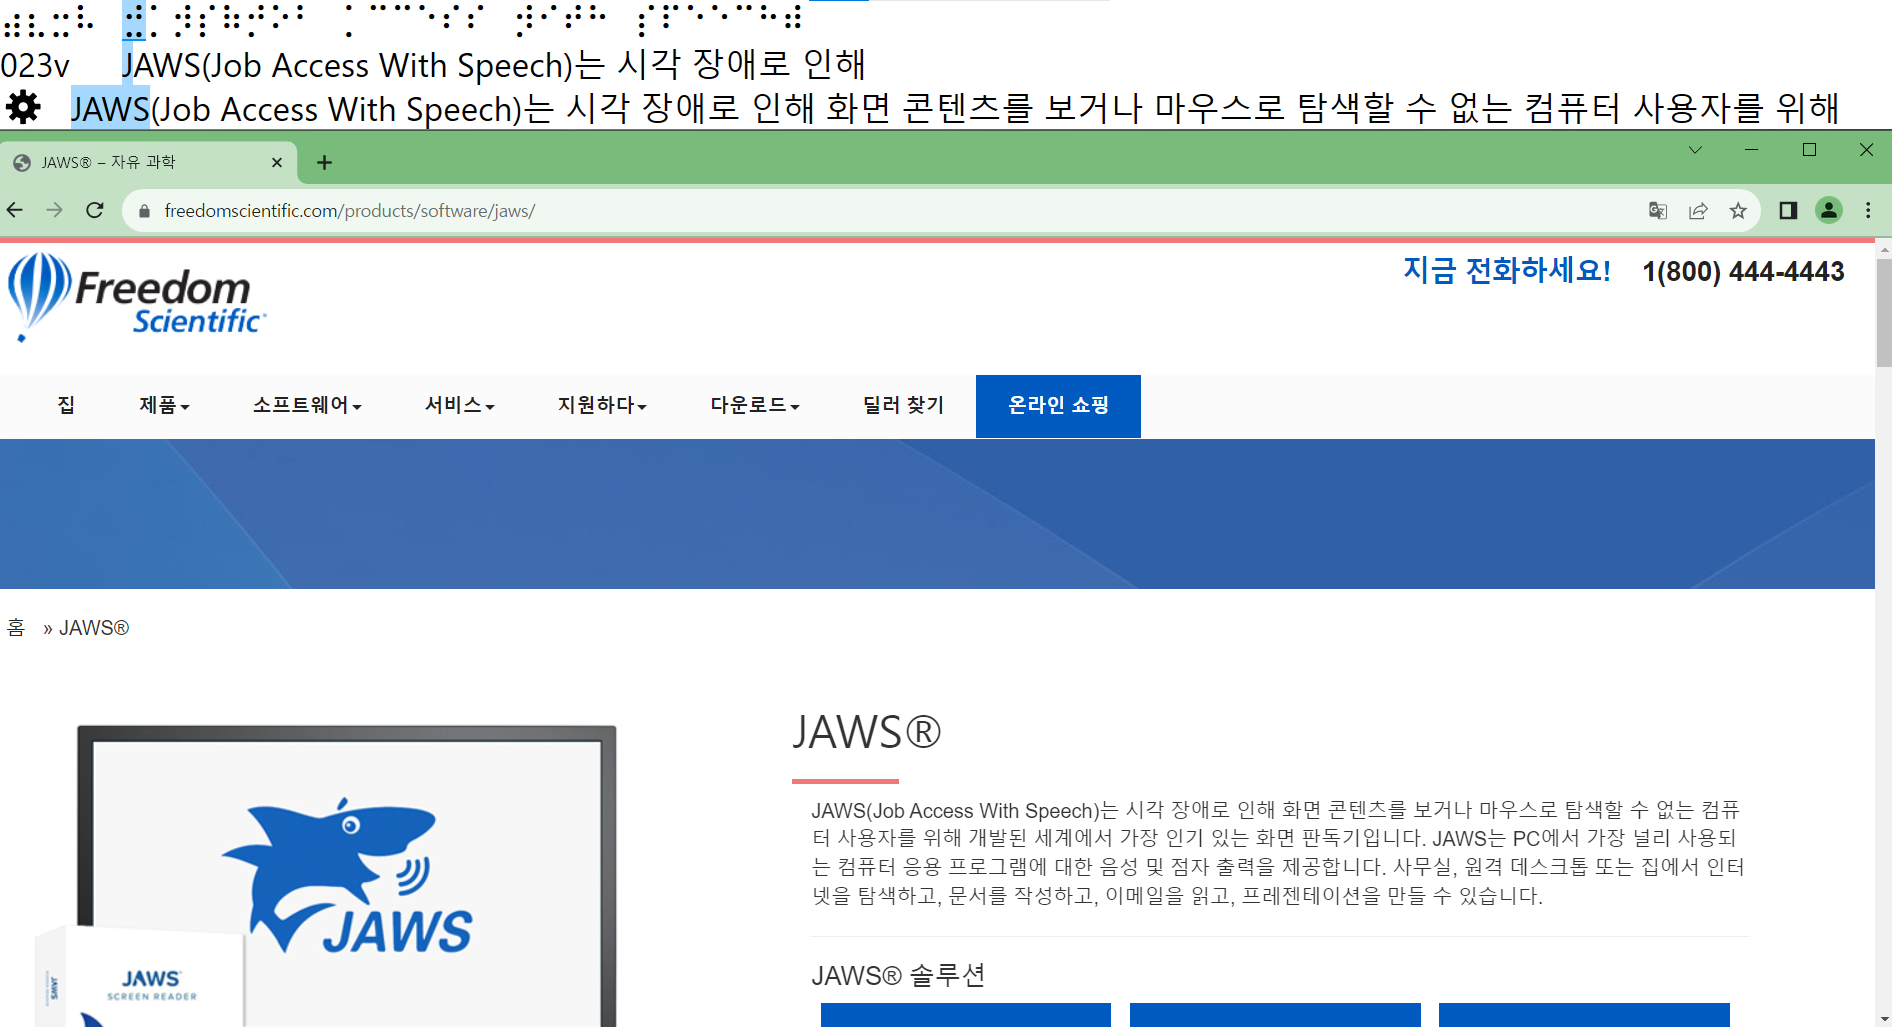 023v JAWS(Job Access With Speech)는 시각 장애로 인해
JAWS(Job Access With Speech)는 시각 장애로 인해 화면 콘텐츠를 보거나 마우스로 탐색할 수 없는 컴퓨터 사용자를 위해
JAWS® – 자유 과학
freedomscientific.com/products/software/jaws/
Freedom
Scientific
지금 전화하세요! 1(800) 444-4443
집 제품 소프트웨어 서비스 지원하다 다운로드 딜러 찾기 온라인 쇼핑
홈 » JAWS®
JAWS®
JAWS(Job Access With Speech)는 시각 장애로 인해 화면 콘텐츠를 보거나 마우스로 탐색할 수 없는 컴퓨
터 사용자를 위해 개발된 세계에서 가장 인기 있는 화면 판독기입니다. JAWS는 PC에서 가장 널리 사용되
는 컴퓨터 응용 프로그램에 대한 음성 및 점자 출력을 제공합니다. 사무실, 원격 데스크톱 또는 집에서 인터
넷을 탐색하고, 문서를 작성하고, 이메일을 읽고, 프레젠테이션을 만들 수 있습니다.
JAWS
JAWS
SCREEN READER
JAWS
JAWS® 솔루션